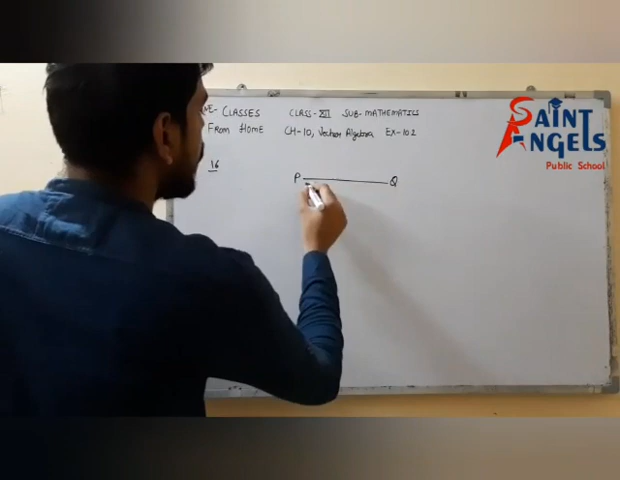 NE- CLASSES CLASS- XII SUB- MATHEMATICS
FROM HOME CH-10, Vector Algebra EX-10.2
16
P Q
SAINT
ANGELS
Public School